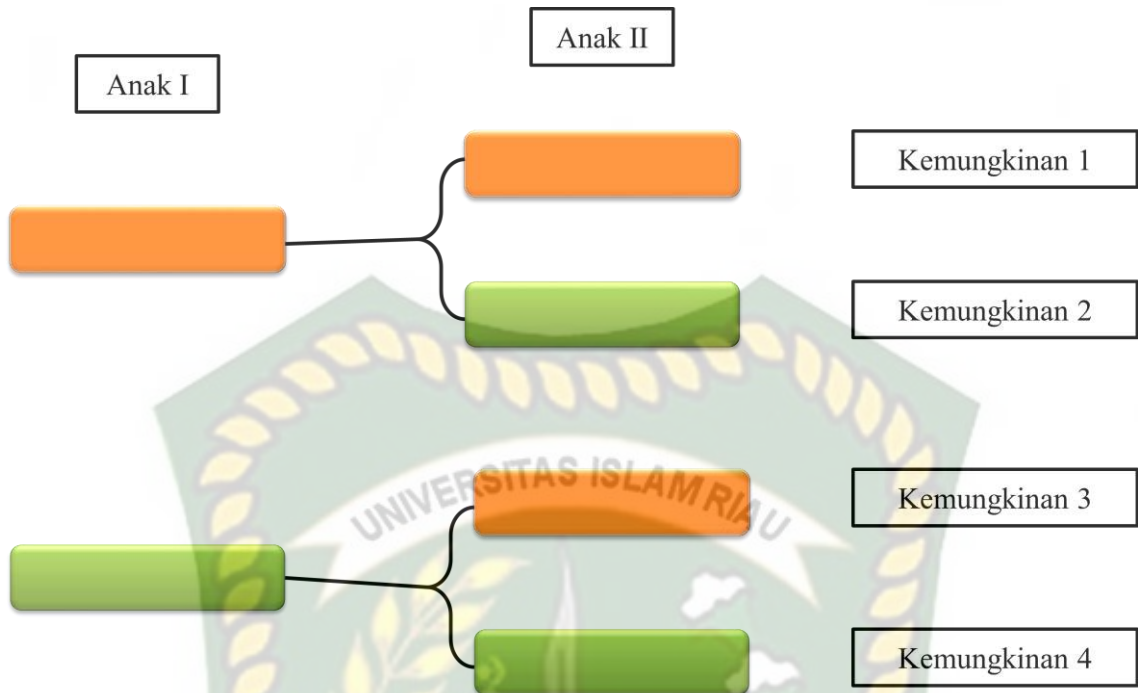 Anak II
Anak I
Kemungkinan 1
Kemungkinan 2
UNIVERSITAS ISLAM RIAU
Kemungkinan 3
Kemungkinan 4